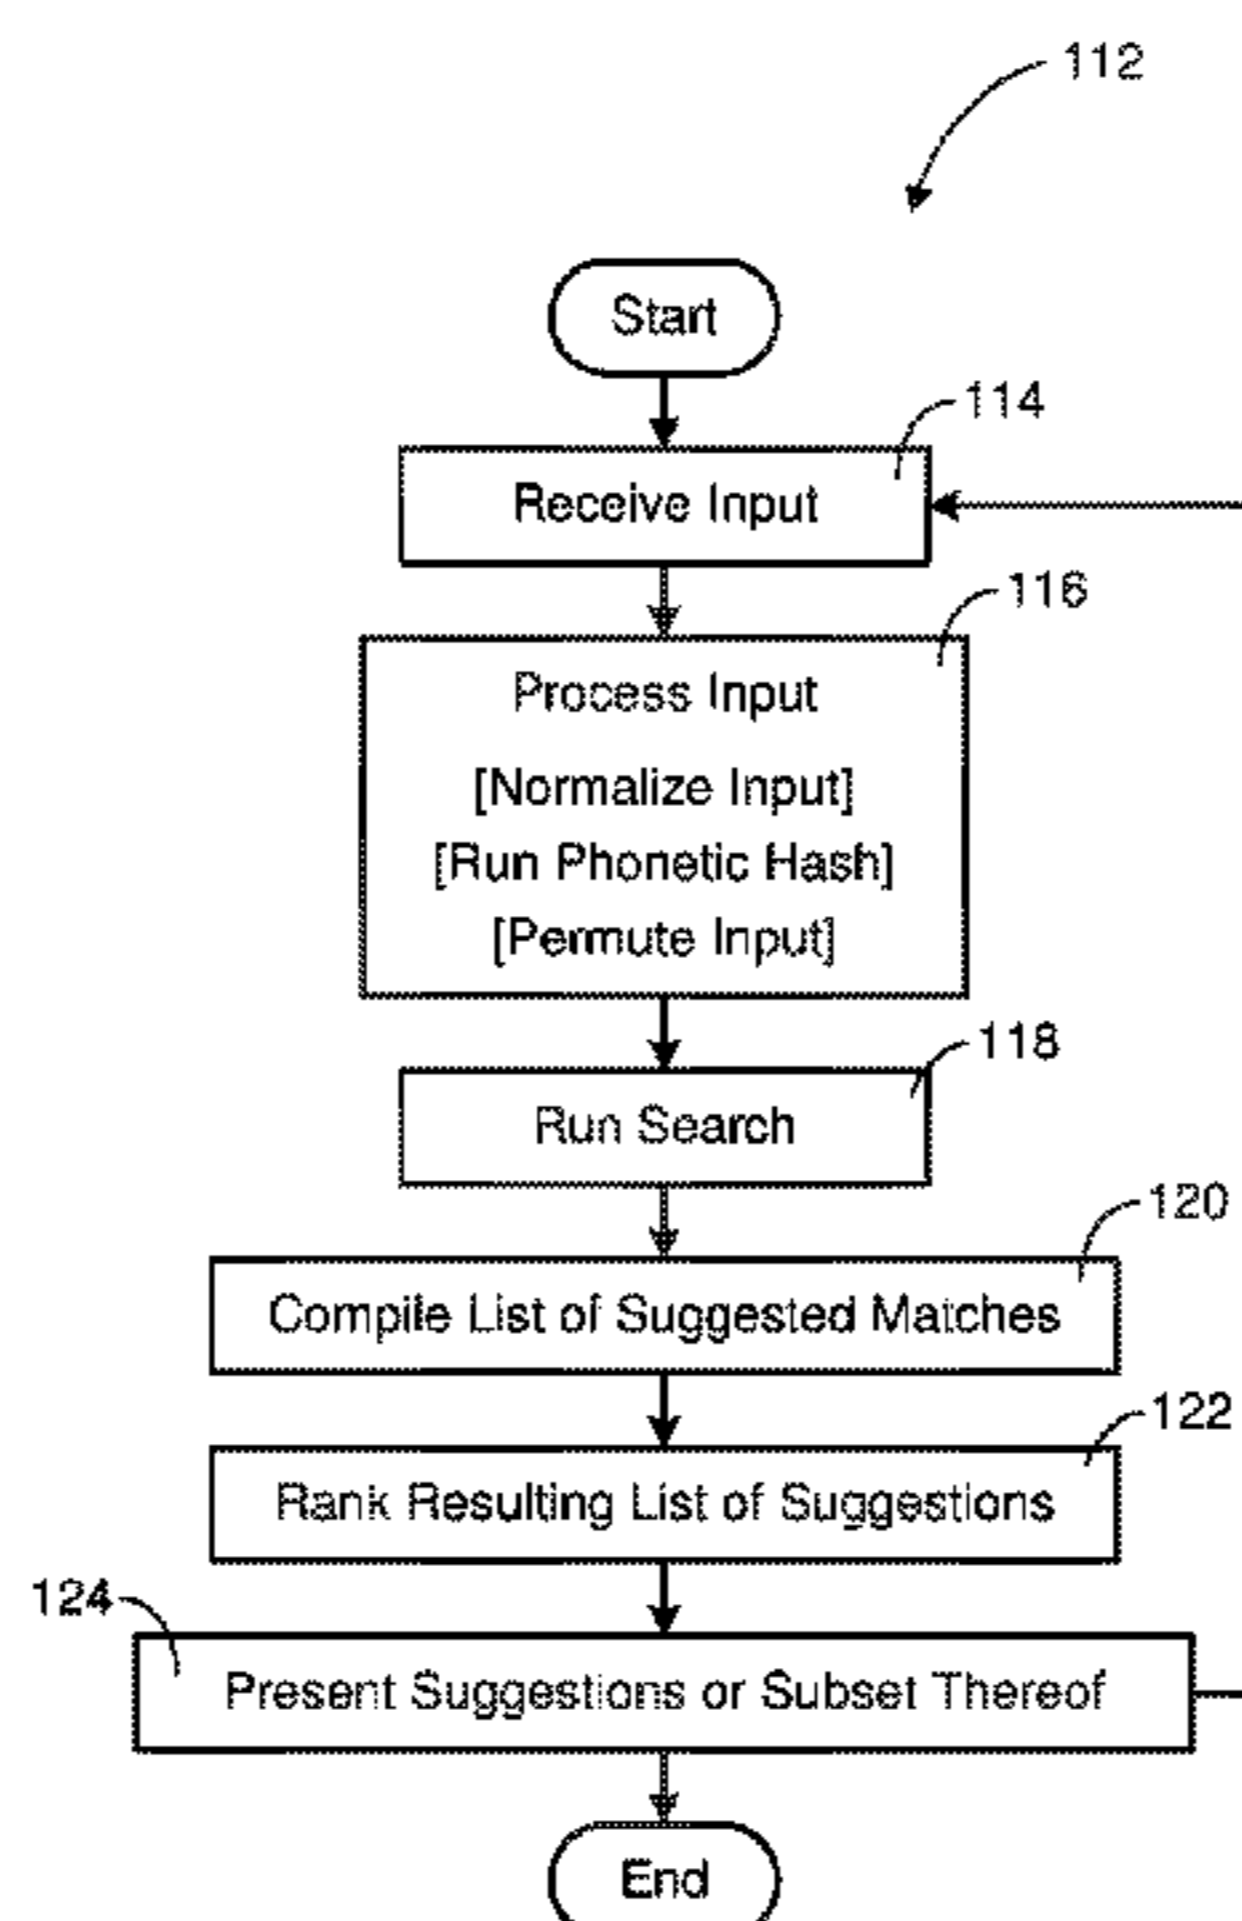 112
Start
114
Receive Input
116
Process Input
[Normalize Input]
[Run Phonetic Hash]
[Permute Input]
118
Run Search
120
Compile List of Suggested Matches
122
Rank Resulting List of Suggestions
124
Present Suggestions or Subset Thereof
End